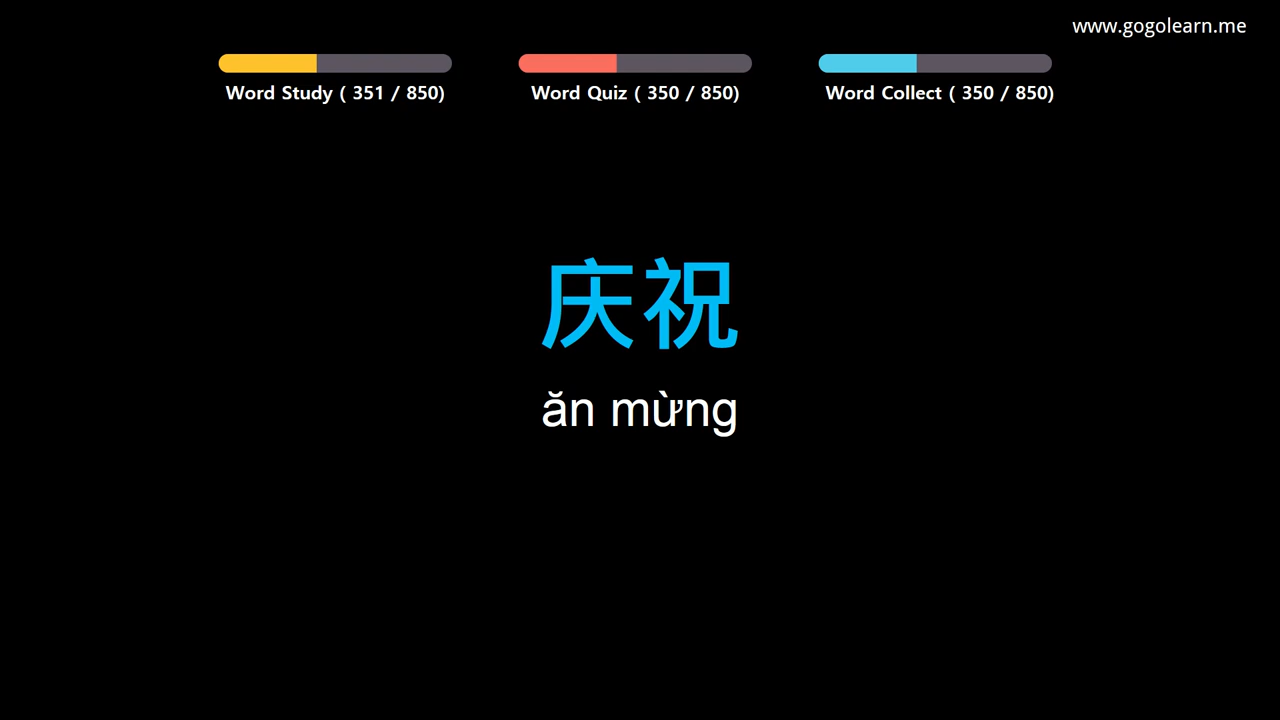 www.gogolearn.me
Word Study ( 351 / 850)
Word Quiz ( 350 / 850)
Word Collect ( 350 / 850)
庆祝
ăn mừng